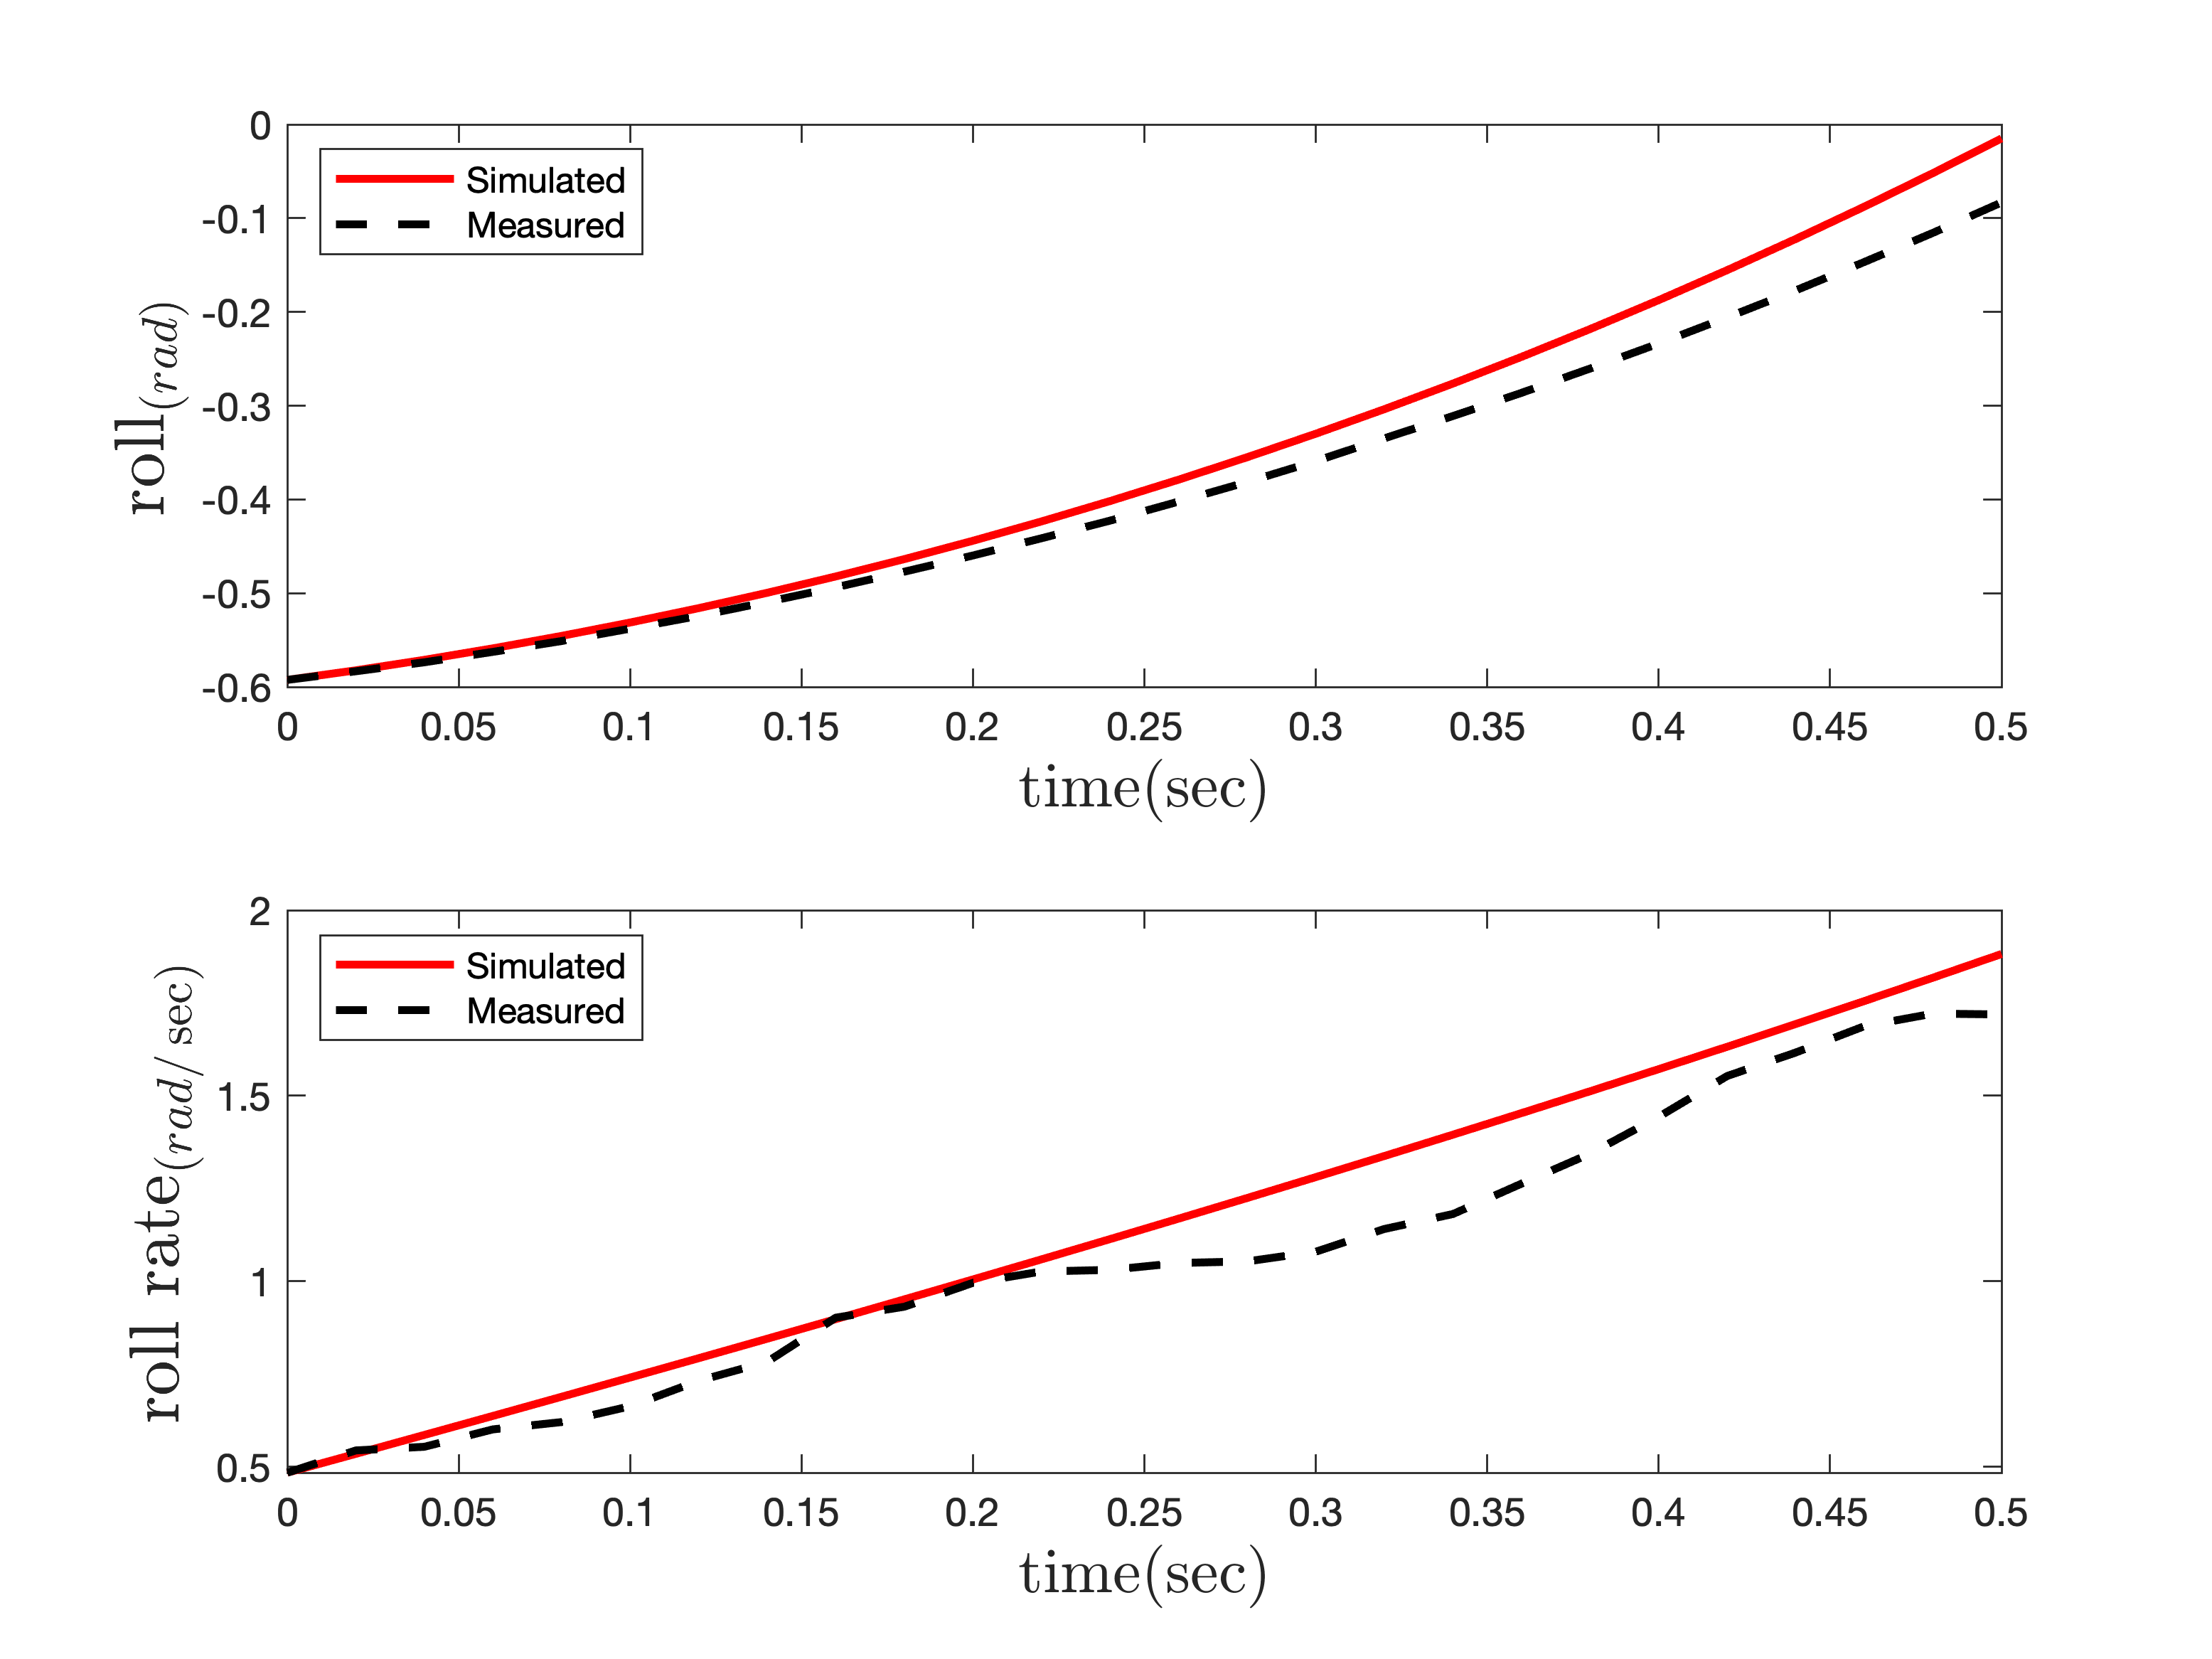 0
-0.1
-0.2
-0.3
-0.4
-0.5
-0.6
roll(rad)
Simulated
Measured
0 0.05 0.1 0.15 0.2 0.25 0.3 0.35 0.4 0.45 0.5
time(sec)
2
1.5
1
0.5
roll rate(rad/sec)
Simulated
Measured
0 0.05 0.1 0.15 0.2 0.25 0.3 0.35 0.4 0.45 0.5
time(sec)